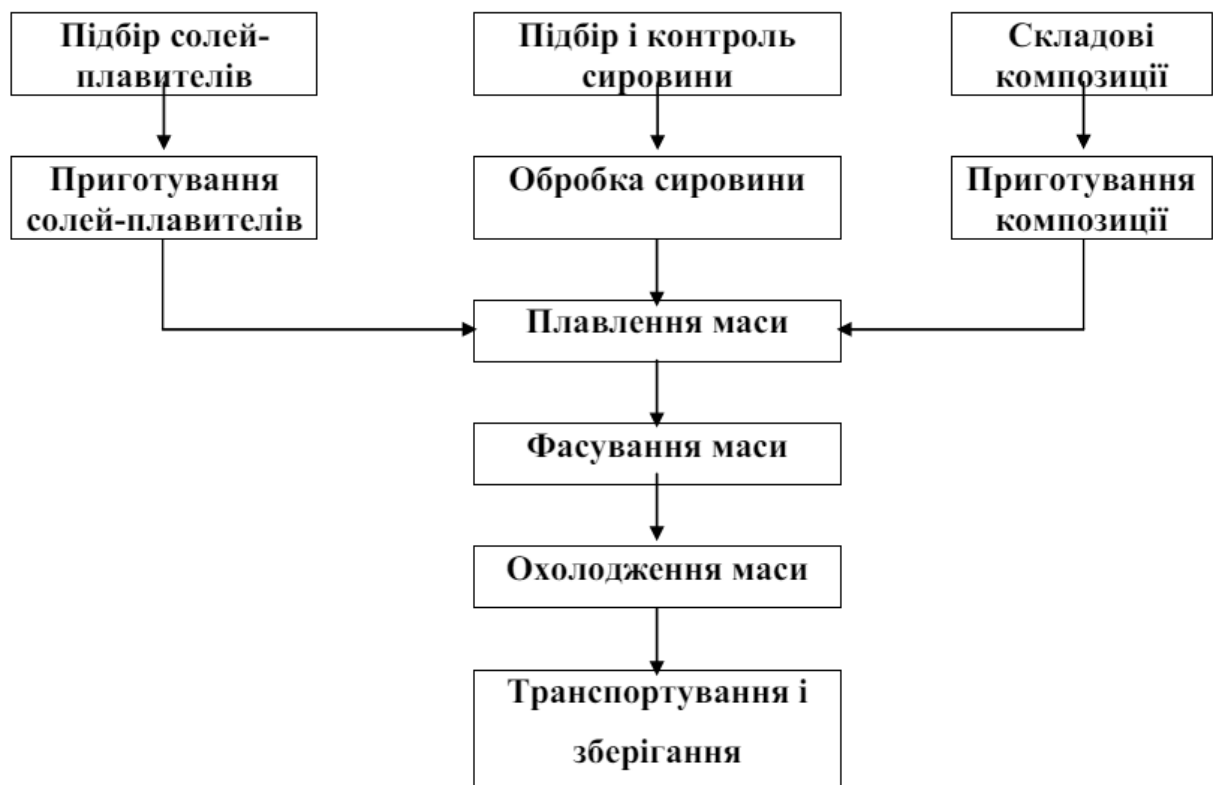 Підбір солей-
плавителів
Підбір і контроль
сировини
Складові
композиції
Приготування
солей-плавителів
Обробка сировини
Приготування
композиції
Плавлення маси
Фасування маси
Охолодження маси
Транспортування і
зберігання